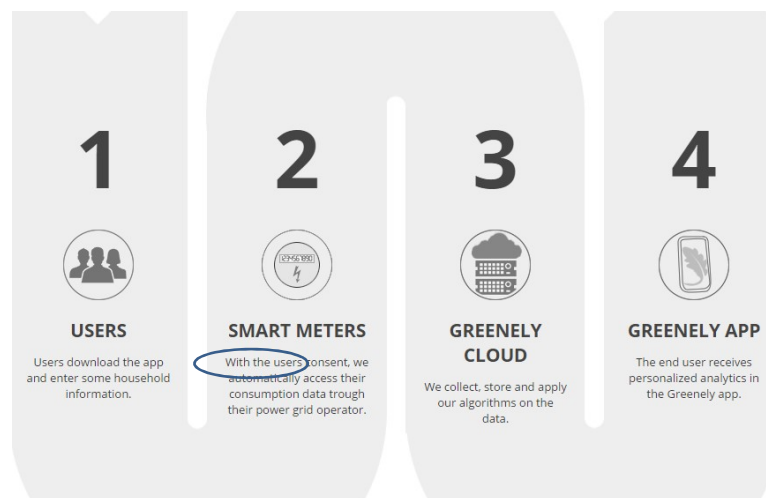 1
USERS
Users download the app
and enter some household
information.
2
1234567890
SMART METERS
With the users consent, we
automatically access their
consumption data trough
their power grid operator.
3
GREENELY
CLOUD
We collect, store and apply
our algorithms on the
data.
4
GREENELY APP
The end user receives
personalized analytics in
the Greenely app.